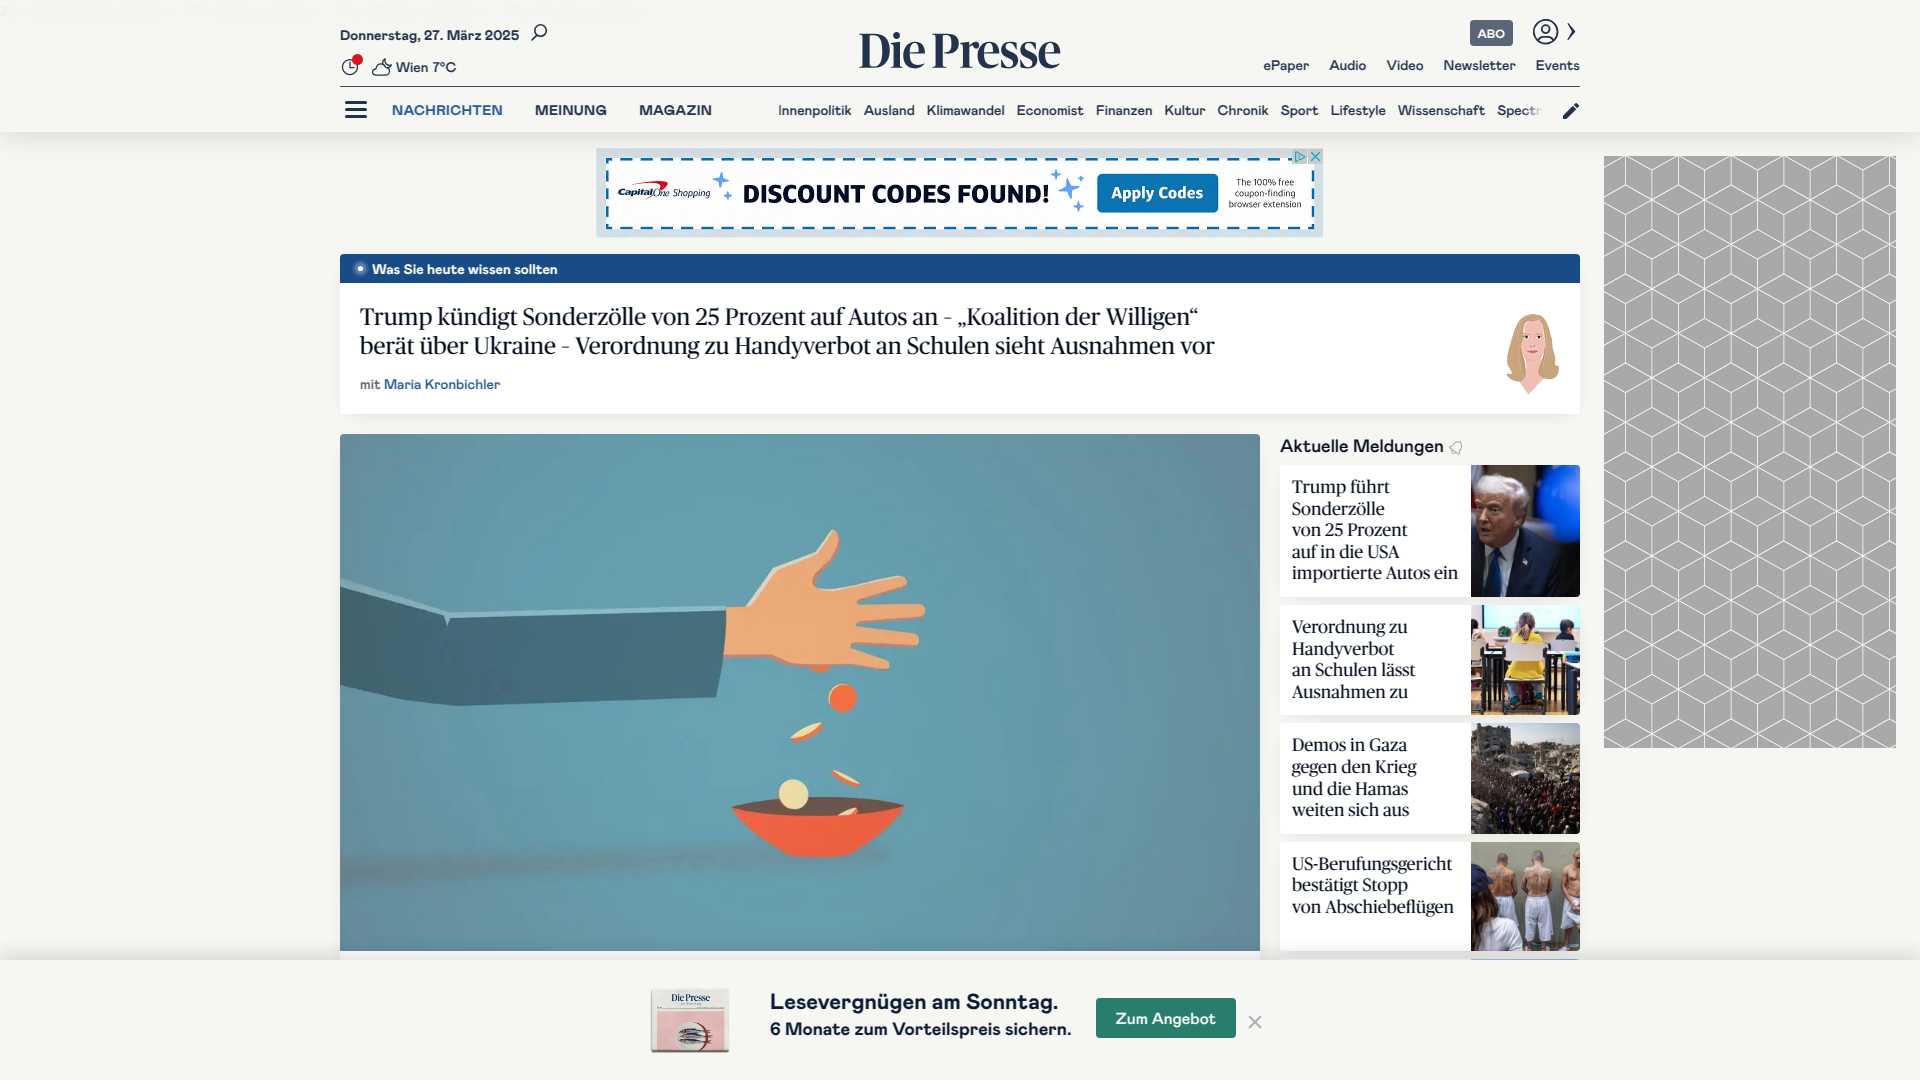 Donnerstag, 27. März 2025
Wien 7°C
Die Presse
ABO
ePaper Audio Video Newsletter Events
NACHRICHTEN MEINUNG MAGAZIN
Innenpolitik Ausland Klimawandel Economist Finanzen Kultur Chronik Sport Lifestyle Wissenschaft Spectr
CapitalOne Shopping
DISCOUNT CODES FOUND!
Apply Codes
The 100% free
coupon-finding
browser extension
Was Sie heute wissen sollten
Trump kündigt Sonderzölle von 25 Prozent auf Autos an – „Koalition der Willigen“
berät über Ukraine – Verordnung zu Handyverbot an Schulen sieht Ausnahmen vor
mit Maria Kronbichler
Aktuelle Meldungen
Trump führt
Sonderzölle
von 25 Prozent
auf in die USA
importierte Autos ein
Verordnung zu
Handyverbot
an Schulen lässt
Ausnahmen zu
Demos in Gaza
gegen den Krieg
und die Hamas
weiten sich aus
US-Berufungsgericht
bestätigt Stopp
von Abschiebeflügen
Die Presse
Lesevergnügen am Sonntag.
6 Monate zum Vorteilspreis sichern.
Zum Angebot